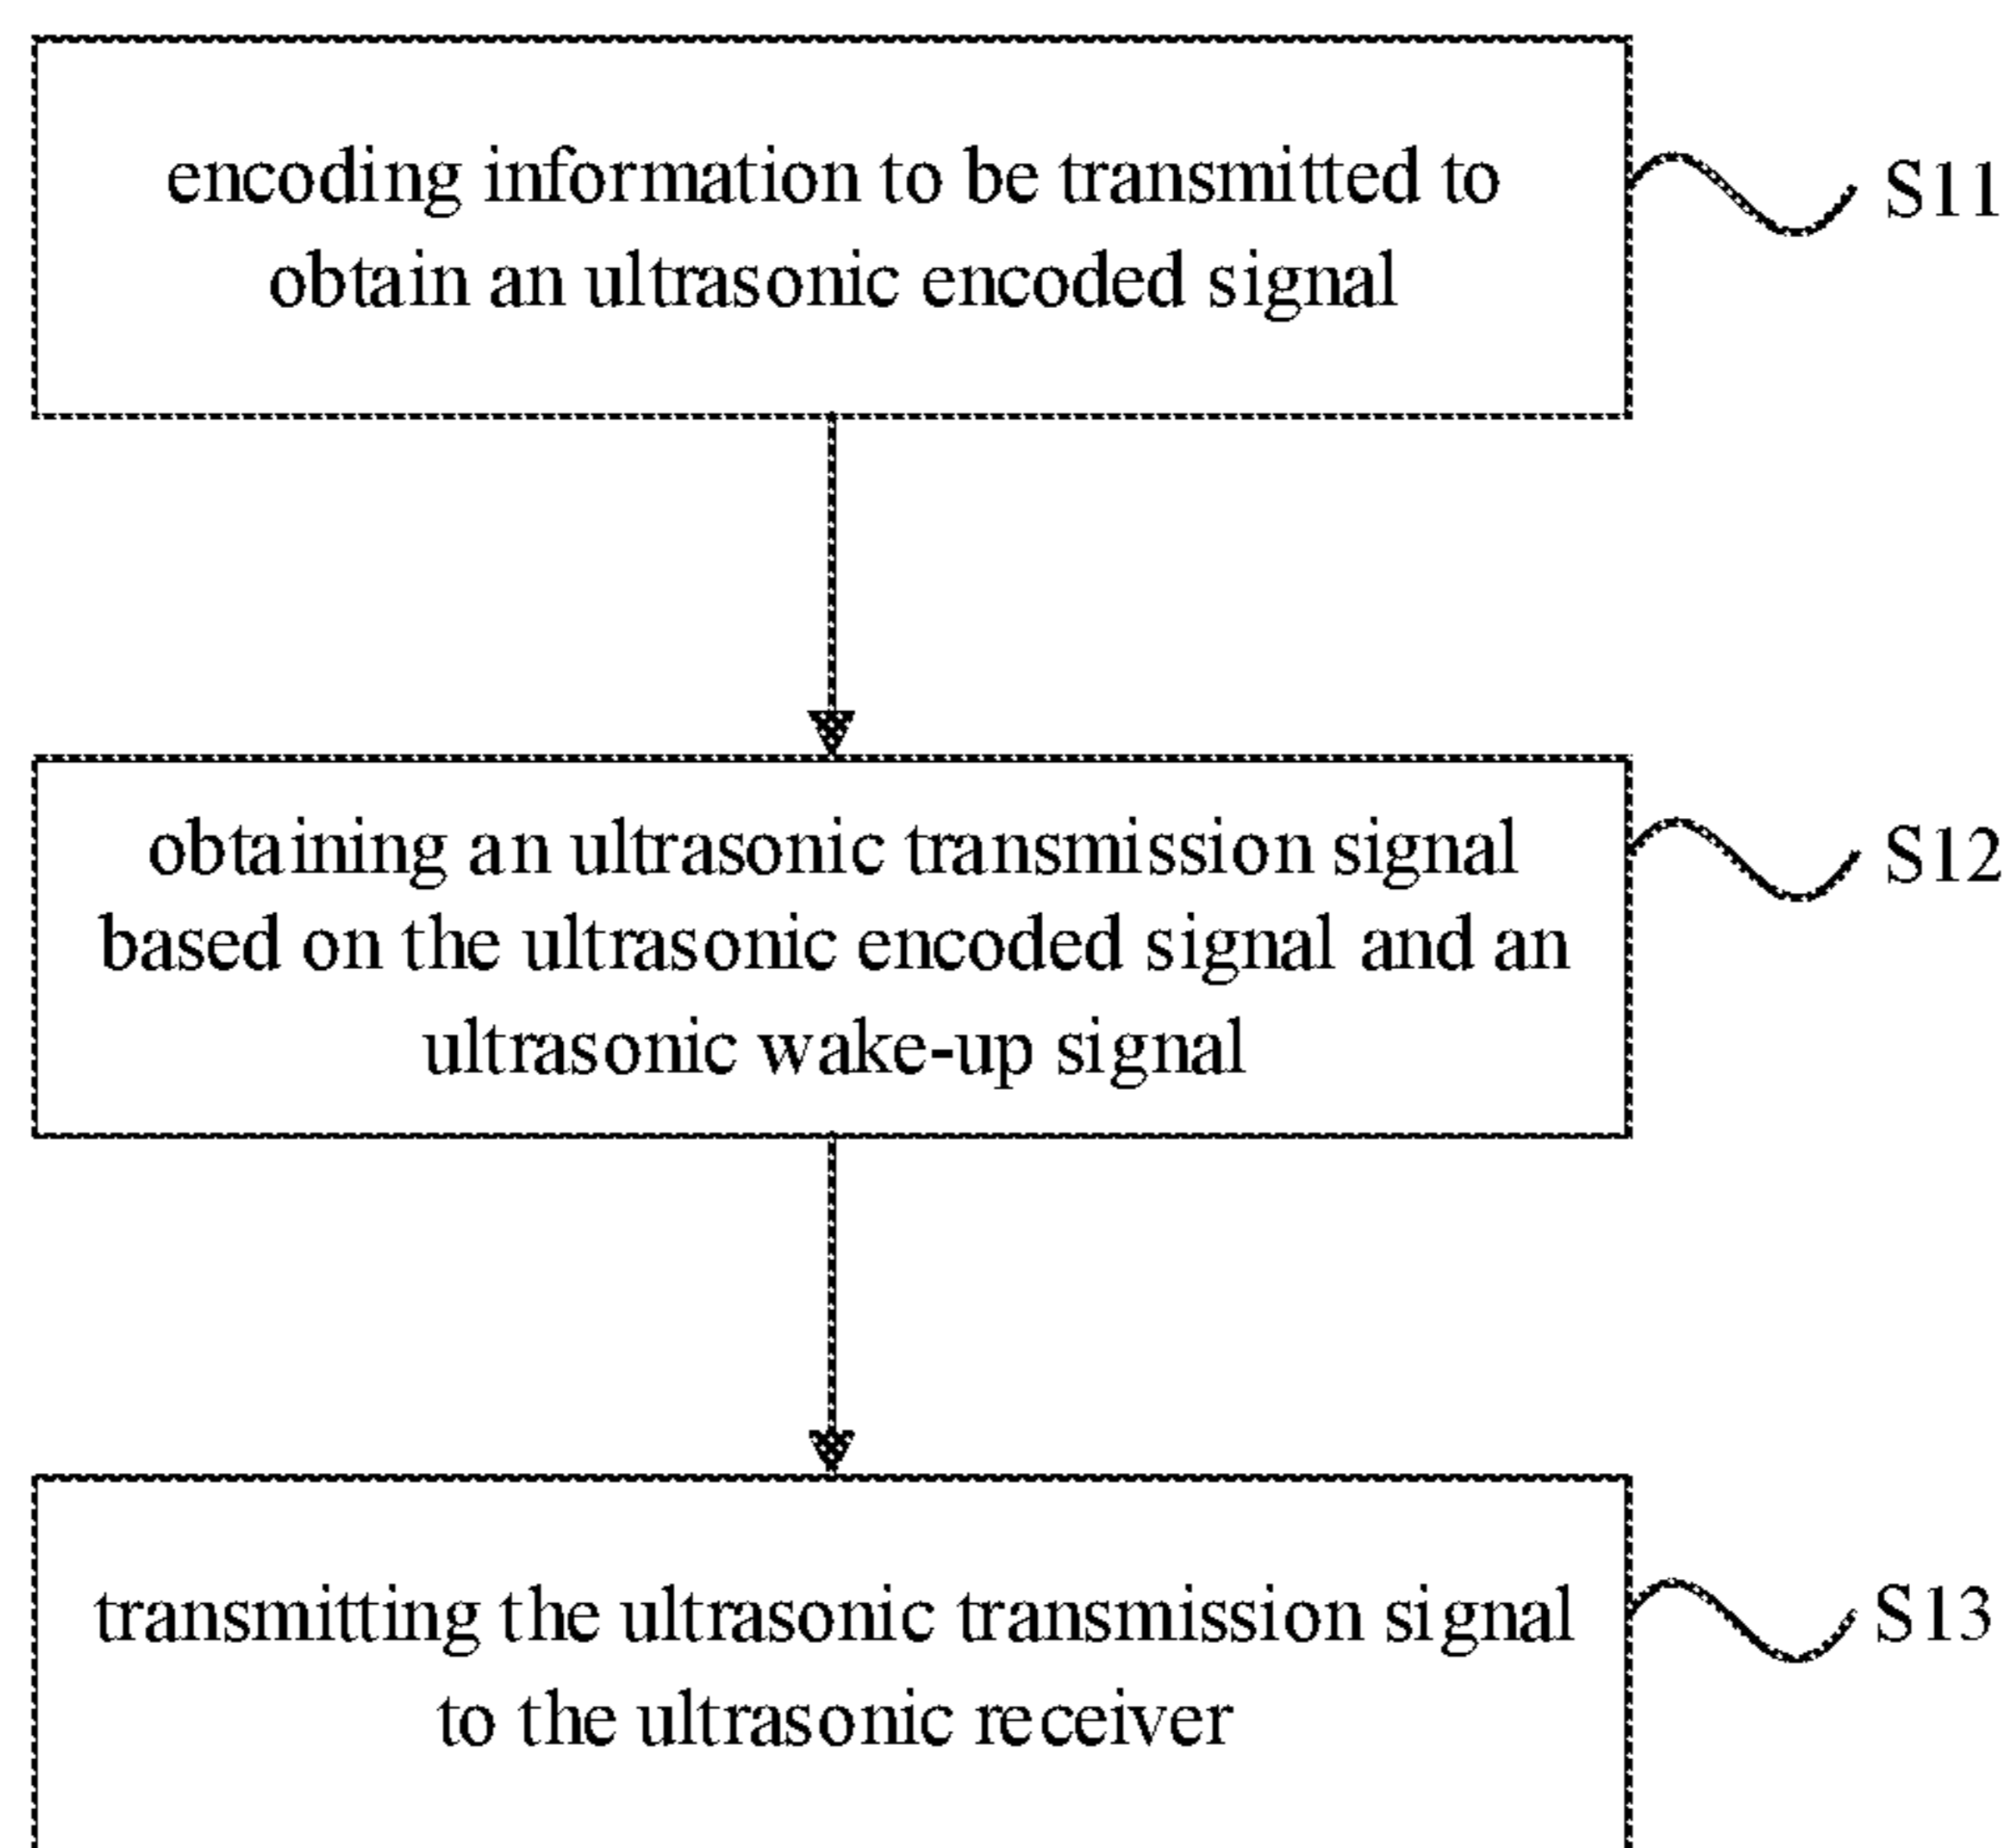 encoding information to be transmitted to
obtain an ultrasonic encoded signal
S11
obtaining an ultrasonic transmission signal
based on the ultrasonic encoded signal and an
ultrasonic wake-up signal
S12
transmitting the ultrasonic transmission signal
to the ultrasonic receiver
S13